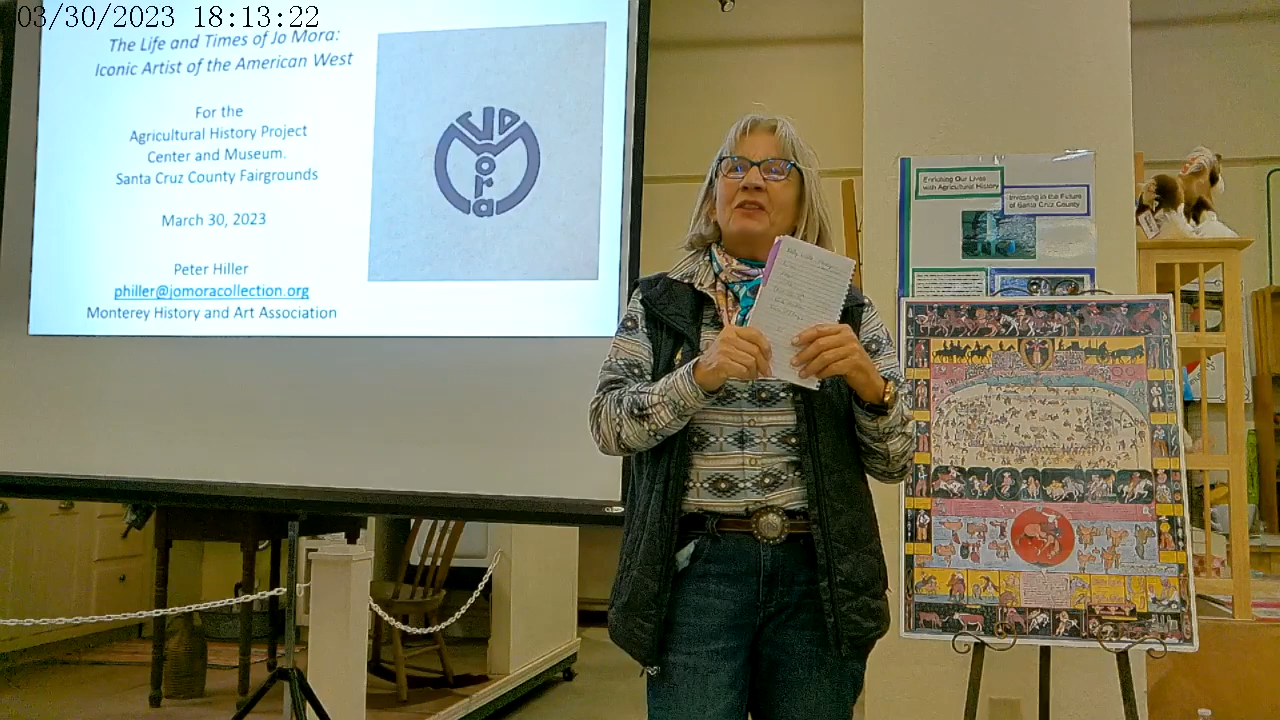 03/30/2023 18:13:22
The Life and Times of Jo Mora:
Iconic Artist of the American West
For the
Agricultural History Project
Center and Museum.
Santa Cruz County Fairgrounds
March 30, 2023
Peter Hiller
philler@jomoracollection.org
Monterey History and Art Association
Jo
Mora
Enriching Our Lives
with Agricultural History
Investing in the Future
of Santa Cruz County